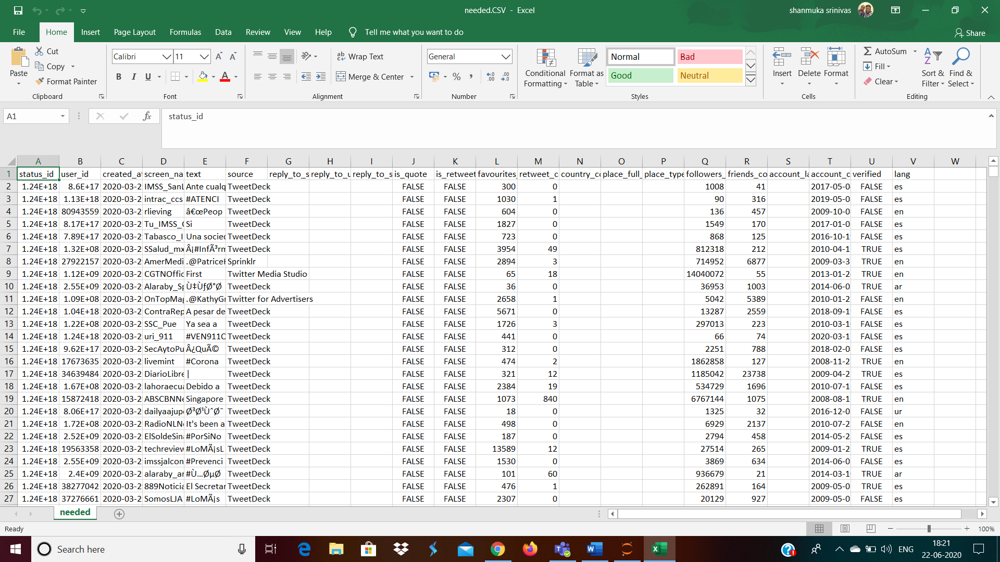 needed.CSV - Excel
shanmuka srinivas
File Home Insert Page Layout Formulas Data Review View Help Tell me what you want to do
Share
Paste
Cut
Copy
Format Painter
Clipboard
Calibri 11
B I U
Font
Wrap Text
Merge & Center
Alignment
General
Number
Conditional Formatting
Format as Table
Normal Bad
Good Neutral
Styles
Insert Delete Format
Cells
AutoSum
Fill
Clear
Sort & Filter
Find & Select
Editing
A1 fx status_id
A B C D E F G H I J K L M N O P Q R S T U V W
1 status_id user_id created_at screen_na text source reply_to_s reply_to_u reply_to_s is_quote is_retweet favourites_ retweet_c country_co place_full_ place_type followers_ friends_co account_la account_c verified lang
2 1.24E+18 8.6E+17 2020-03-2 IMSS_SanL Ante cualq TweetDeck FALSE FALSE 300 0 1008 41 2017-05-0 FALSE es
3 1.24E+18 1.13E+18 2020-03-2 intrac_ccs #ATENCI TweetDeck FALSE FALSE 1030 1 90 316 2019-05-0 FALSE es
4 1.24E+18 80943559 2020-03-2 rlieving â€œPeop TweetDeck FALSE FALSE 604 0 136 457 2009-10-0 FALSE en
5 1.24E+18 8.17E+17 2020-03-2 Tu_IMSS_ Si TweetDeck FALSE FALSE 1827 0 1549 170 2017-01-0 FALSE es
6 1.24E+18 7.89E+17 2020-03-2 Tabasco_I Una socied TweetDeck FALSE FALSE 723 0 868 125 2016-10-1 FALSE es
7 1.24E+18 1.32E+08 2020-03-2 SSalud_mx Â¡#InfÃ³rm TweetDeck FALSE FALSE 3954 49 812318 212 2010-04-1 TRUE es
8 1.24E+18 27922157 2020-03-2 AmerMedi .@PatriceH Sprinklr FALSE FALSE 2894 3 714952 6877 2009-03-3 TRUE en
9 1.24E+18 1.12E+09 2020-03-2 CGTNOffic First Twitter Media Studio FALSE FALSE 65 18 14040072 55 2013-01-2 TRUE en
10 1.24E+18 2.55E+09 2020-03-2 Alaraby_Sp Ù‡ÙƒØ°Ø TweetDeck FALSE FALSE 36 0 36953 1003 2014-06-0 TRUE ar
11 1.24E+18 1.09E+08 2020-03-2 OnTopMag .@KathyGr Twitter for Advertisers FALSE FALSE 2658 1 5042 5389 2010-01-2 FALSE en
12 1.24E+18 1.04E+18 2020-03-2 ContraRep A pesar de TweetDeck FALSE FALSE 5671 0 13287 2559 2018-09-1 FALSE es
13 1.24E+18 1.22E+08 2020-03-2 SSC_Pue Ya sea a TweetDeck FALSE FALSE 1726 3 297013 223 2010-03-1 FALSE es
14 1.24E+18 1.24E+18 2020-03-2 uri_911 #VEN911C TweetDeck FALSE FALSE 441 0 66 74 2020-03-1 FALSE es
15 1.24E+18 9.62E+17 2020-03-2 SecAytoPu Â¿QuÃ© TweetDeck FALSE FALSE 312 0 2251 788 2018-02-0 FALSE es
16 1.24E+18 17673635 2020-03-2 livemint #Corona TweetDeck FALSE FALSE 474 2 1862858 127 2008-11-2 TRUE en
17 1.24E+18 34639484 2020-03-2 DiarioLibre | TweetDeck FALSE FALSE 321 12 1185042 23738 2009-04-2 TRUE es
18 1.24E+18 1.67E+08 2020-03-2 lahoraecua Debido a TweetDeck FALSE FALSE 2384 19 534729 1696 2010-07-1 FALSE es
19 1.24E+18 15872418 2020-03-2 ABSCBNNe Singapore TweetDeck FALSE FALSE 1073 840 6767144 1075 2008-08-1 TRUE en
20 1.24E+18 8.06E+17 2020-03-2 dailyaajupd Ø³Ø¹ÙˆØ¯ TweetDeck FALSE FALSE 18 0 1325 32 2016-12-0 FALSE ur
21 1.24E+18 1.72E+08 2020-03-2 RadioNLNe It's been a TweetDeck FALSE FALSE 498 0 6929 2137 2010-07-2 FALSE en
22 1.24E+18 2.52E+09 2020-03-2 ElSoldeSina #PorSiNo TweetDeck FALSE FALSE 187 0 2794 458 2014-05-2 FALSE es
23 1.24E+18 19563358 2020-03-2 techreview #LoMÃ¡sL TweetDeck FALSE FALSE 13589 12 27514 265 2009-01-2 TRUE es
24 1.24E+18 2.55E+09 2020-03-2 imssjalcon #Prevenci TweetDeck FALSE FALSE 1530 0 3869 634 2014-06-0 FALSE es
25 1.24E+18 2.4E+09 2020-03-2 alaraby_ar #Ù…ØµØ TweetDeck FALSE FALSE 101 60 936679 21 2014-03-1 TRUE ar
26 1.24E+18 38277042 2020-03-2 889Noticia El Secretar TweetDeck FALSE FALSE 476 1 262891 164 2009-05-0 TRUE es
27 1.24E+18 37276661 2020-03-2 SomosLJA #LoMÃ¡s TweetDeck FALSE FALSE 2307 0 20129 927 2009-05-0 FALSE es
needed
Ready
100%
Search here
ENG
18:21
22-06-2020